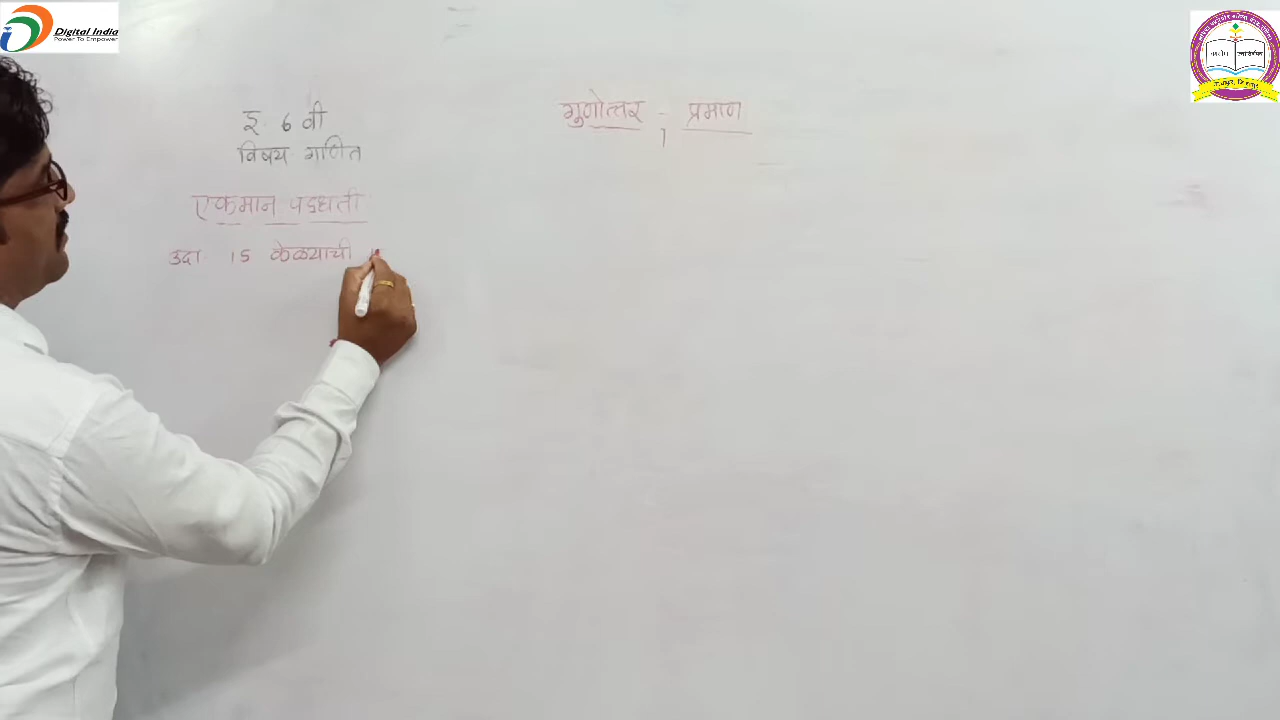 Digital India
Power To Empower
गुणोत्तर - प्रमाण
इ. 6 वी
विषय गणित
एकमान पद्धती
उदा. 15 केळ्याची